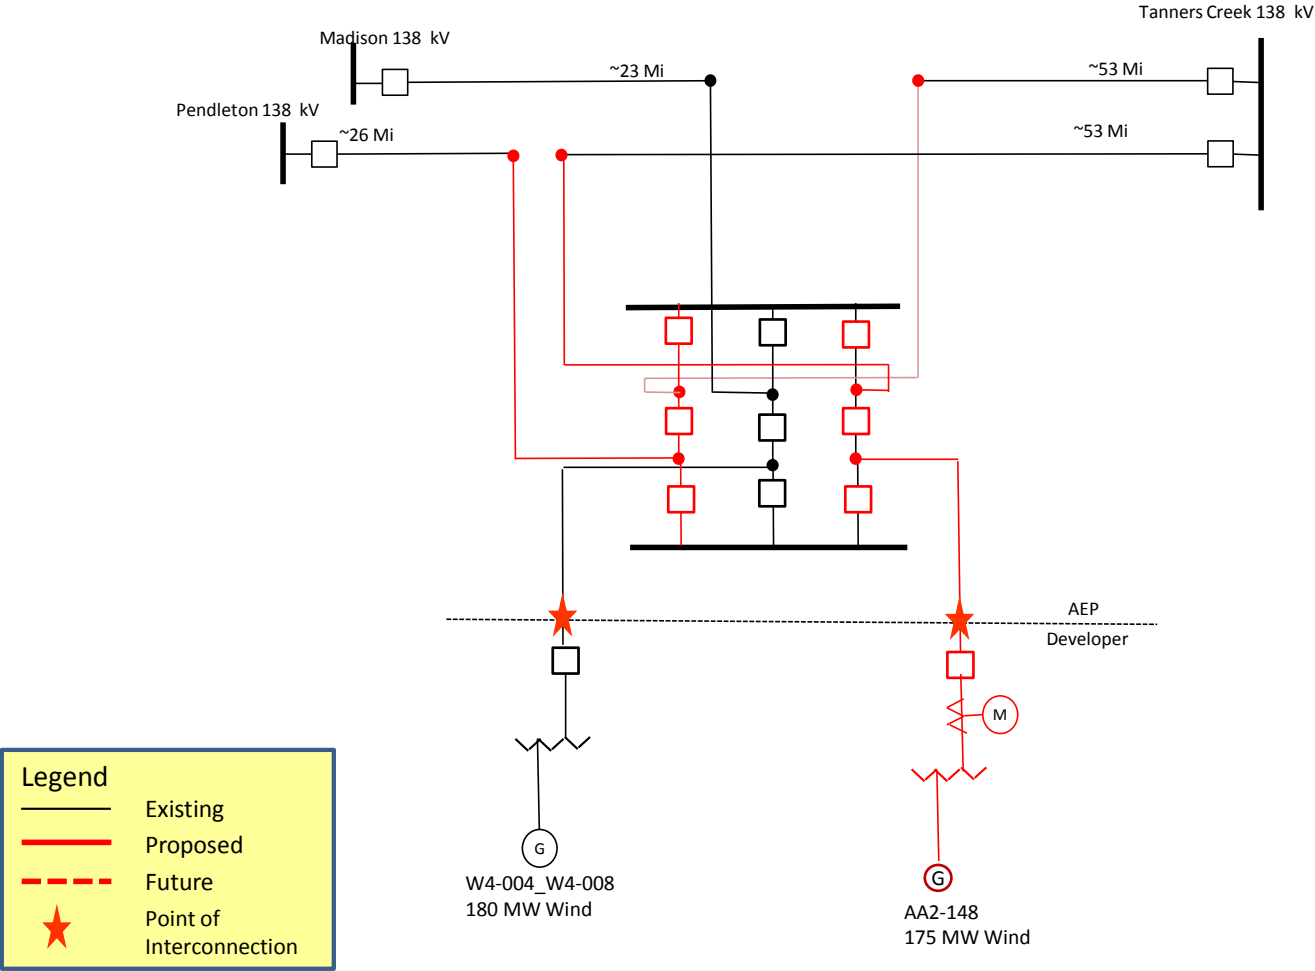 Tanners Creek 138 kV
Madison 138 kV
~23 Mi
~53 Mi
Pendleton 138 kV
~26 Mi
~53 Mi
AEP
Developer
M
G
W4-004_W4-008
180 MW Wind
G
AA2-148
175 MW Wind
Legend
Existing
Proposed
Future
Point of
Interconnection